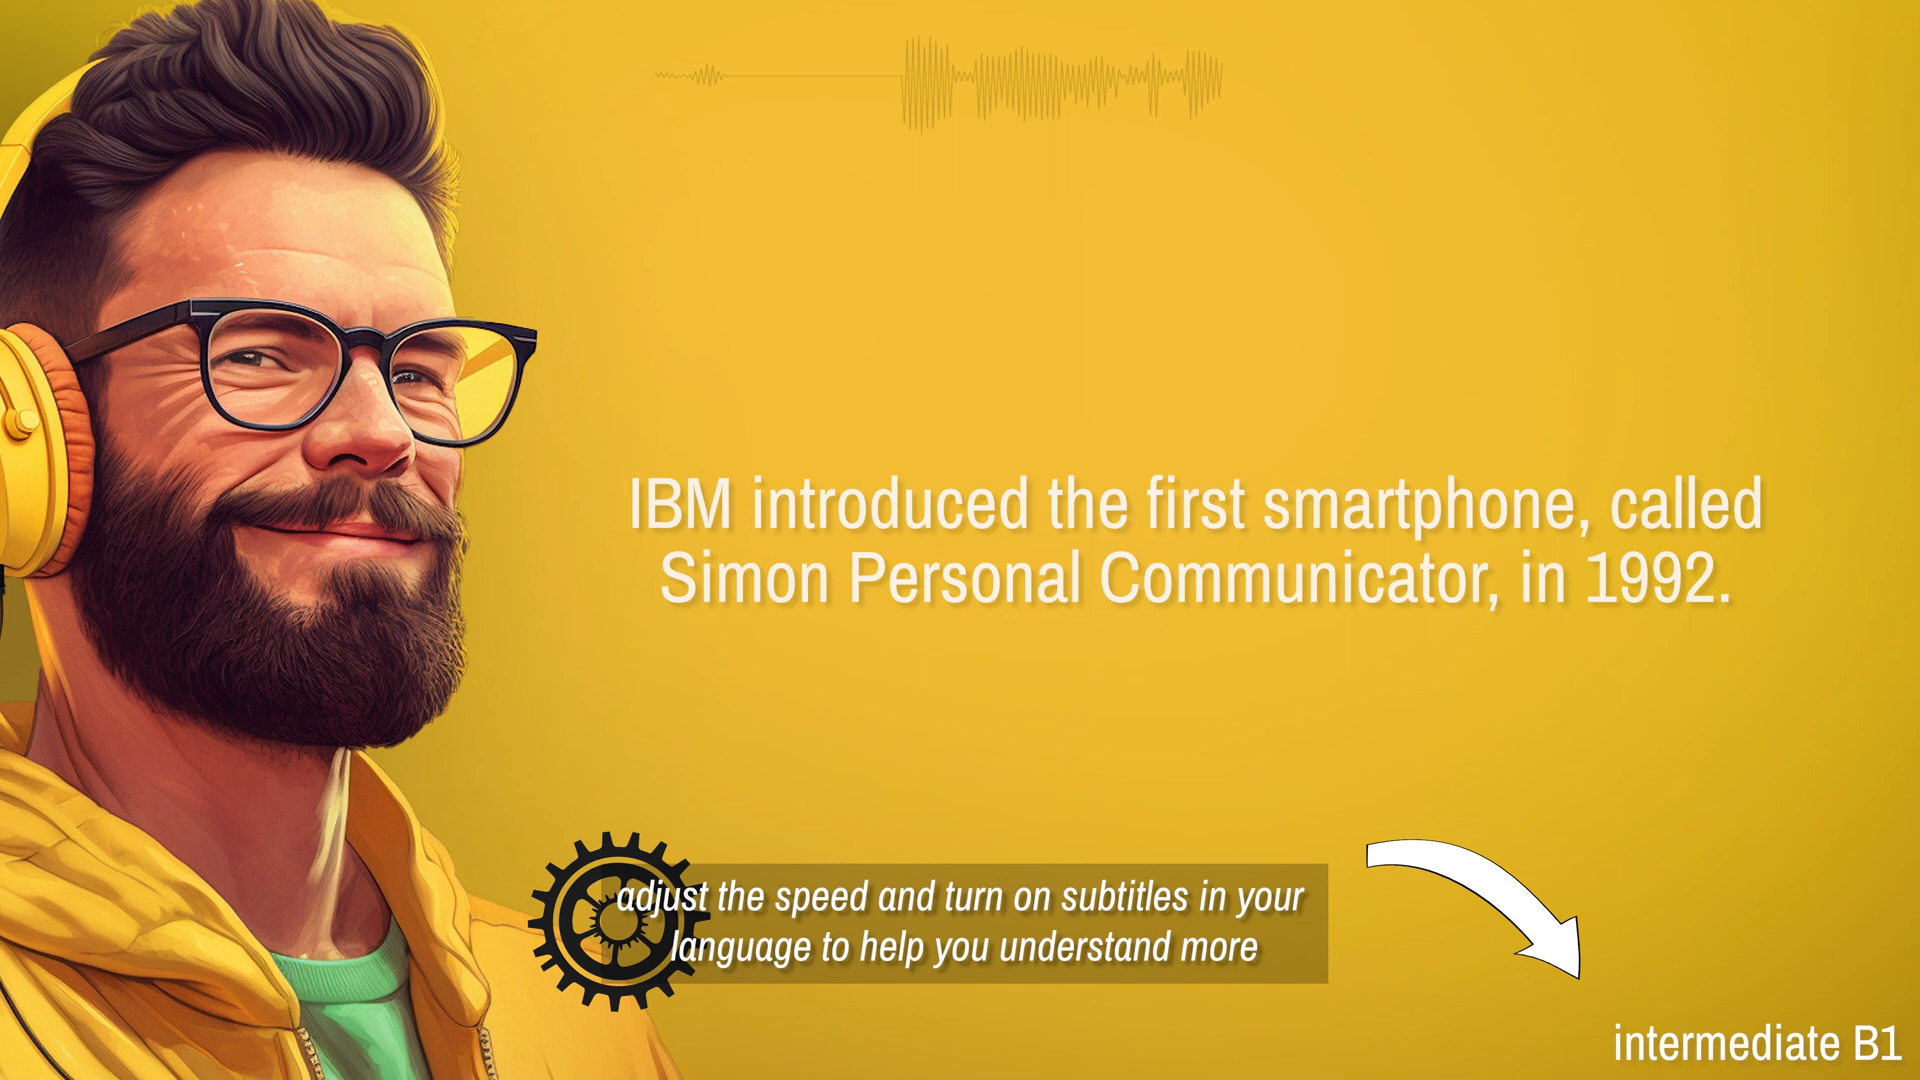 IBM introduced the first smartphone, called
Simon Personal Communicator, in 1992.
adjust the speed and turn on subtitles in your
language to help you understand more
intermediate B1